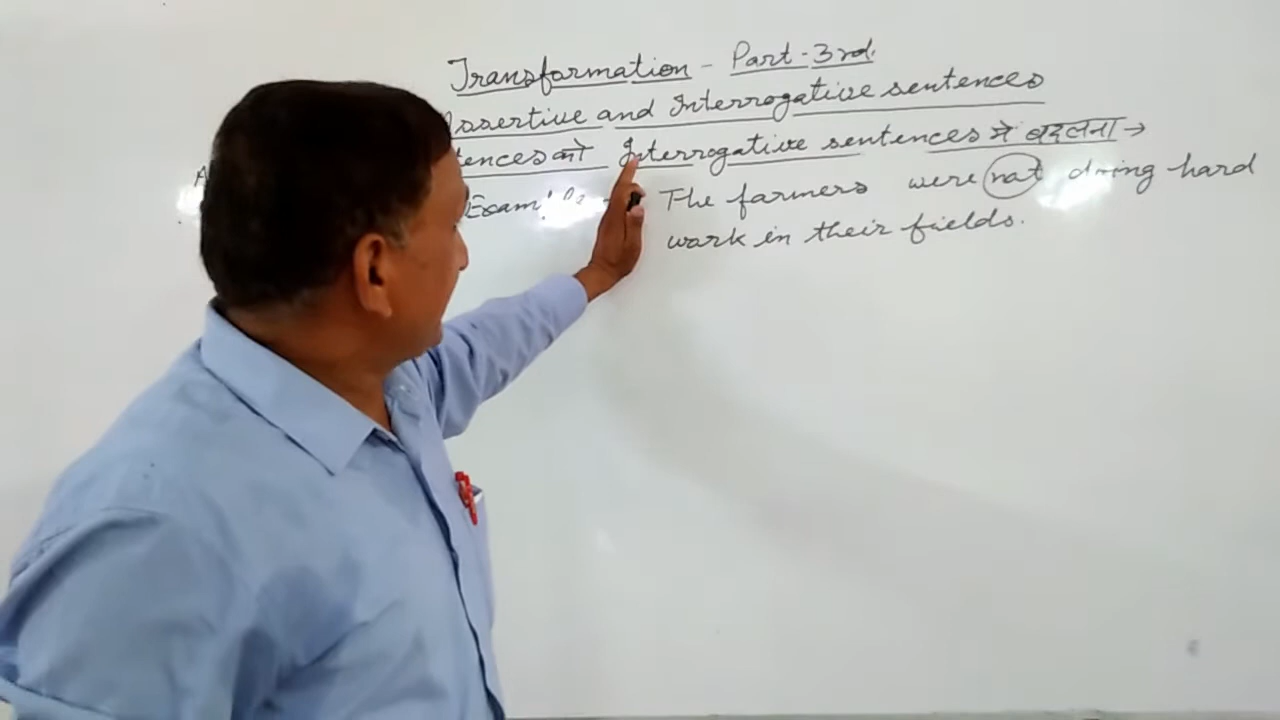 Transformation - Part - 3rd.
Assertive and Interrogative sentences
को Interrogative sentences में बदलना →
The farmers were not doing hard
work in their fields.